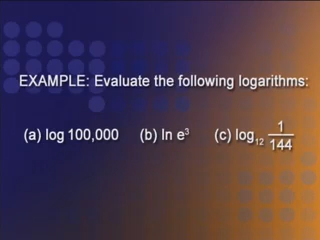 EXAMPLE: Evaluate the following logarithms:
(a) log 100,000 (b) ln e³ (c) log₁₂ 1/144